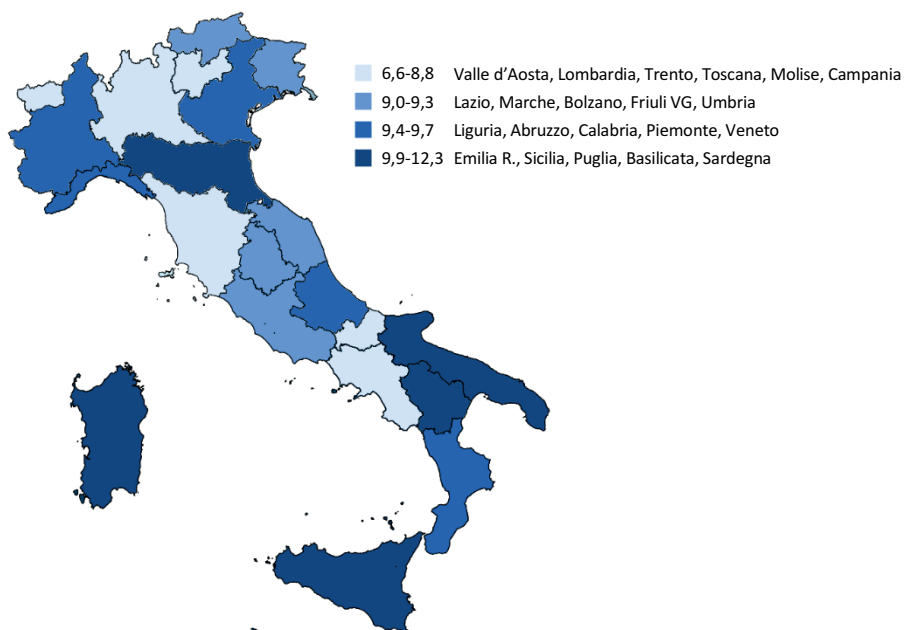 6,6-8,8 Valle d'Aosta, Lombardia, Trento, Toscana, Molise, Campania
9,0-9,3 Lazio, Marche, Bolzano, Friuli VG, Umbria
9,4-9,7 Liguria, Abruzzo, Calabria, Piemonte, Veneto
9,9-12,3 Emilia R., Sicilia, Puglia, Basilicata, Sardegna